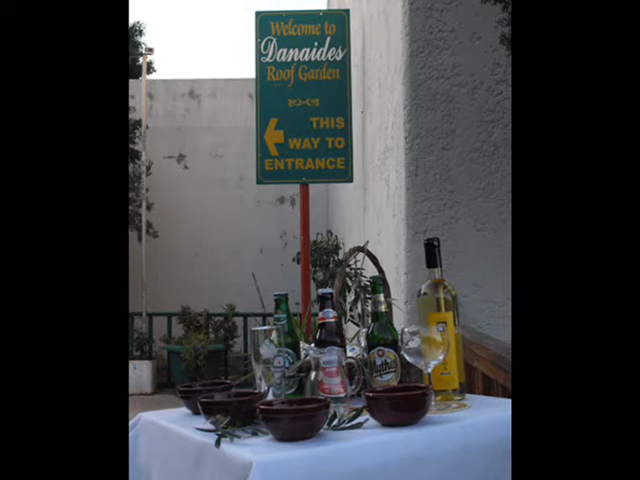 Welcome to
Danaides
Roof Garden
THIS
WAY TO
ENTRANCE
Mythos